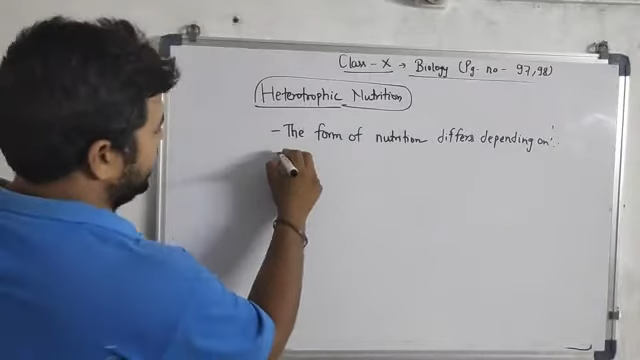 Class - X → Biology (Pg. no - 97,98)
Heterotrophic Nutrition
- The form of nutrition differs depending on :